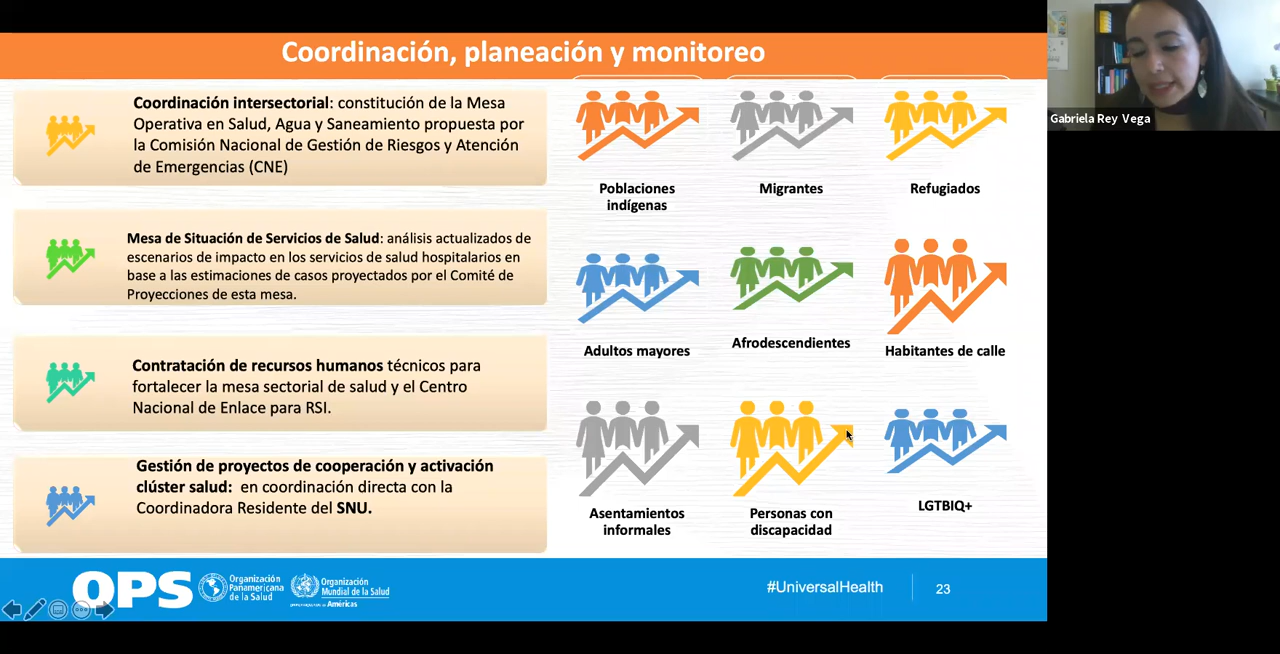 Coordinación, planeación y monitoreo
Coordinación intersectorial: constitución de la Mesa
Operativa en Salud, Agua y Saneamiento propuesta por
la Comisión Nacional de Gestión de Riesgos y Atención
de Emergencias (CNE)
Mesa de Situación de Servicios de Salud: análisis actualizados de
escenarios de impacto en los servicios de salud hospitalarios en
base a las estimaciones de casos proyectados por el Comité de
Proyecciones de esta mesa.
Contratación de recursos humanos técnicos para
fortalecer la mesa sectorial de salud y el Centro
Nacional de Enlace para RSI.
Gestión de proyectos de cooperación y activación
clúster salud: en coordinación directa con la
Coordinadora Residente del SNU.
Poblaciones
indígenas
Migrantes
Refugiados
Adultos mayores
Afrodescendientes
Habitantes de calle
Asentamientos
informales
Personas con
discapacidad
LGTBIQ+
OPS
Organización
Panamericana
de la Salud
Organización
Mundial de la Salud
Américas
#UniversalHealth
23
Gabriela Rey Vega